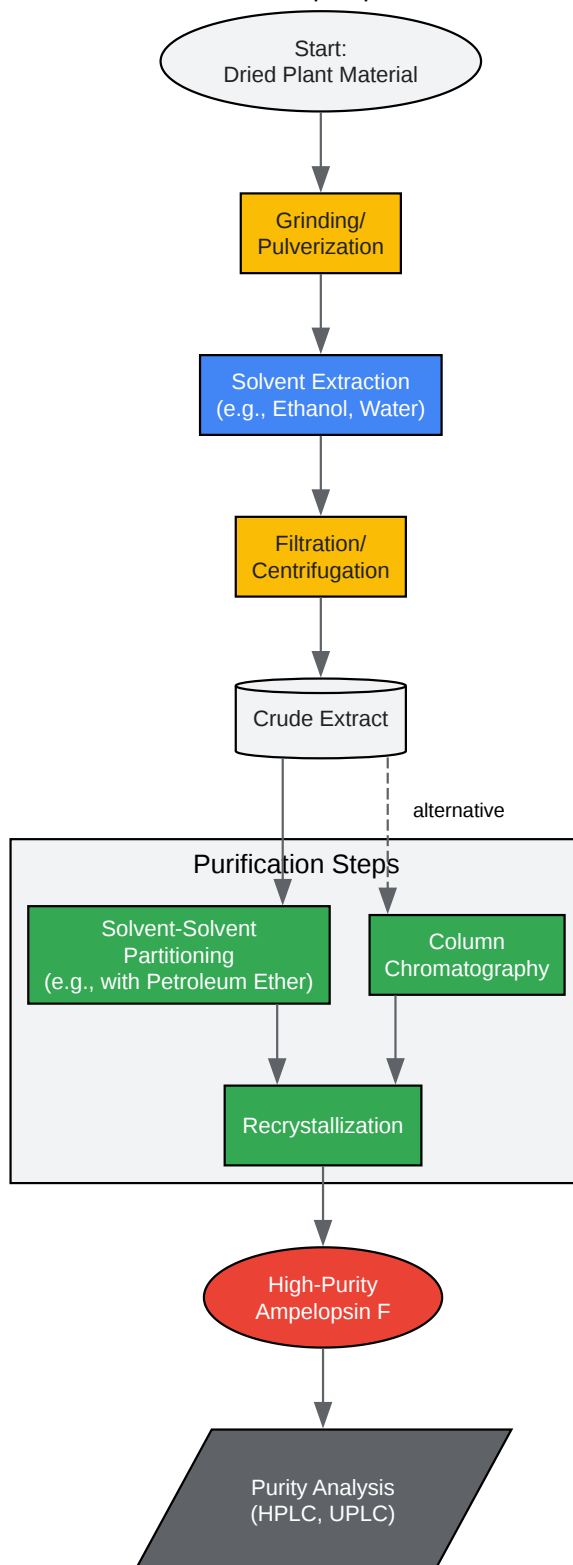 Start:
Dried Plant Material
Grinding/
Pulverization
Solvent Extraction
(e.g., Ethanol, Water)
Filtration/
Centrifugation
Crude Extract
alternative
Purification Steps
Solvent-Solvent
Partitioning
(e.g., with Petroleum Ether)
Column
Chromatography
Recrystallization
High-Purity
Ampelopsin F
Purity Analysis
(HPLC, UPLC)